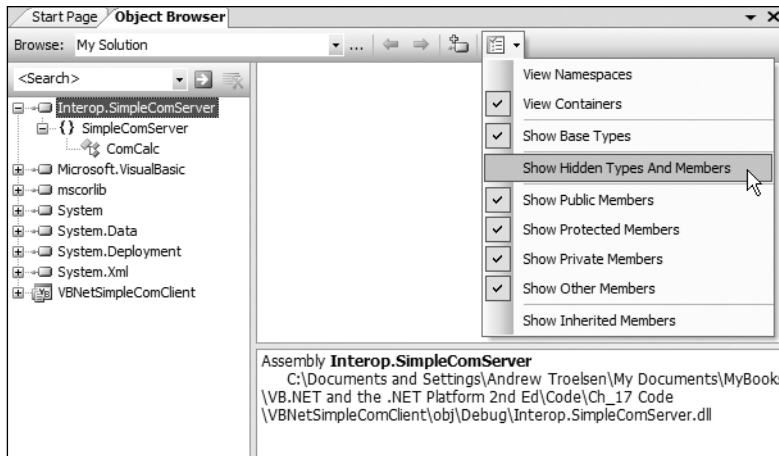 Start Page Object Browser
Browse: My Solution
...
<Search>
Interop.SimpleComServer
{} SimpleComServer
ComCalc
Microsoft.VisualBasic
mscorlib
System
System.Data
System.Deployment
System.Xml
VBNetSimpleComClient
View Namespaces
View Containers
Show Base Types
Show Hidden Types And Members
Show Public Members
Show Protected Members
Show Private Members
Show Other Members
Show Inherited Members
Assembly Interop.SimpleComServer
C:\Documents and Settings\Andrew Troelsen\My Documents\MyBooks
\VB.NET and the .NET Platform 2nd Ed\Code\Ch_17 Code
\VBNetSimpleComClient\obj\Debug\Interop.SimpleComServer.dll